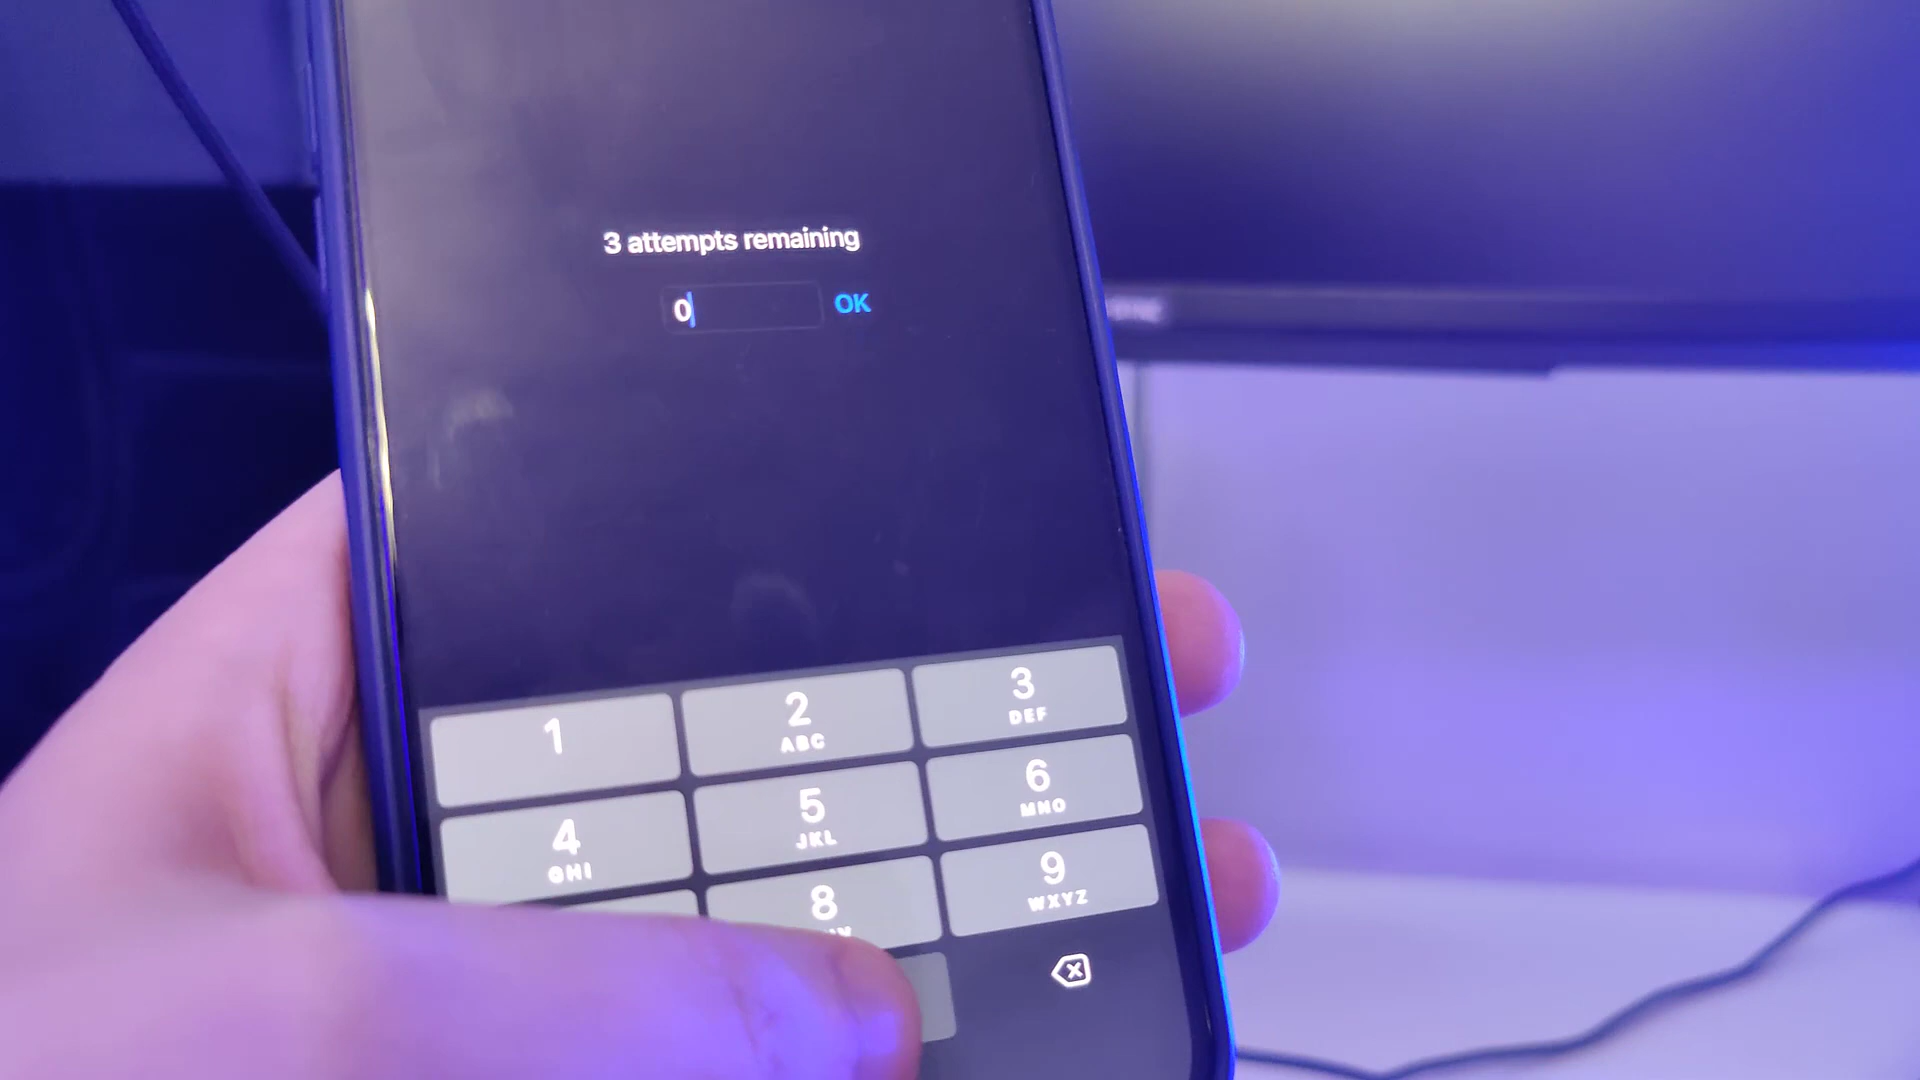 3 attempts remaining
0 OK
1 2 3
ABC DEF
4 5 6
GHI JKL MNO
8 9
WXYZ